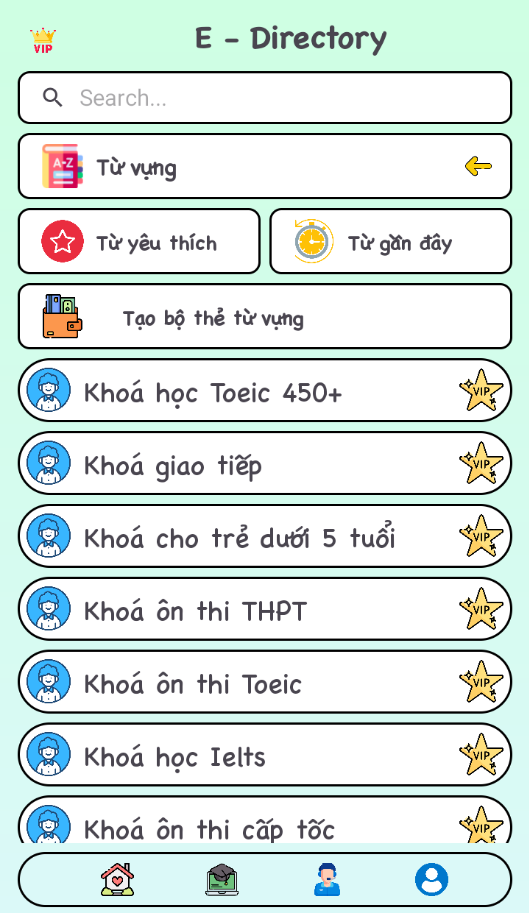 VIP
E - Directory
Search...
A-Z
Từ vựng
Từ yêu thích
Từ gần đây
Tạo bộ thẻ từ vựng
Khoá học Toeic 450+
VIP
Khoá giao tiếp
VIP
Khoá cho trẻ dưới 5 tuổi
VIP
Khoá ôn thi THPT
VIP
Khoá ôn thi Toeic
VIP
Khoá học Ielts
VIP
Khoá ôn thi cấp tốc
VIP